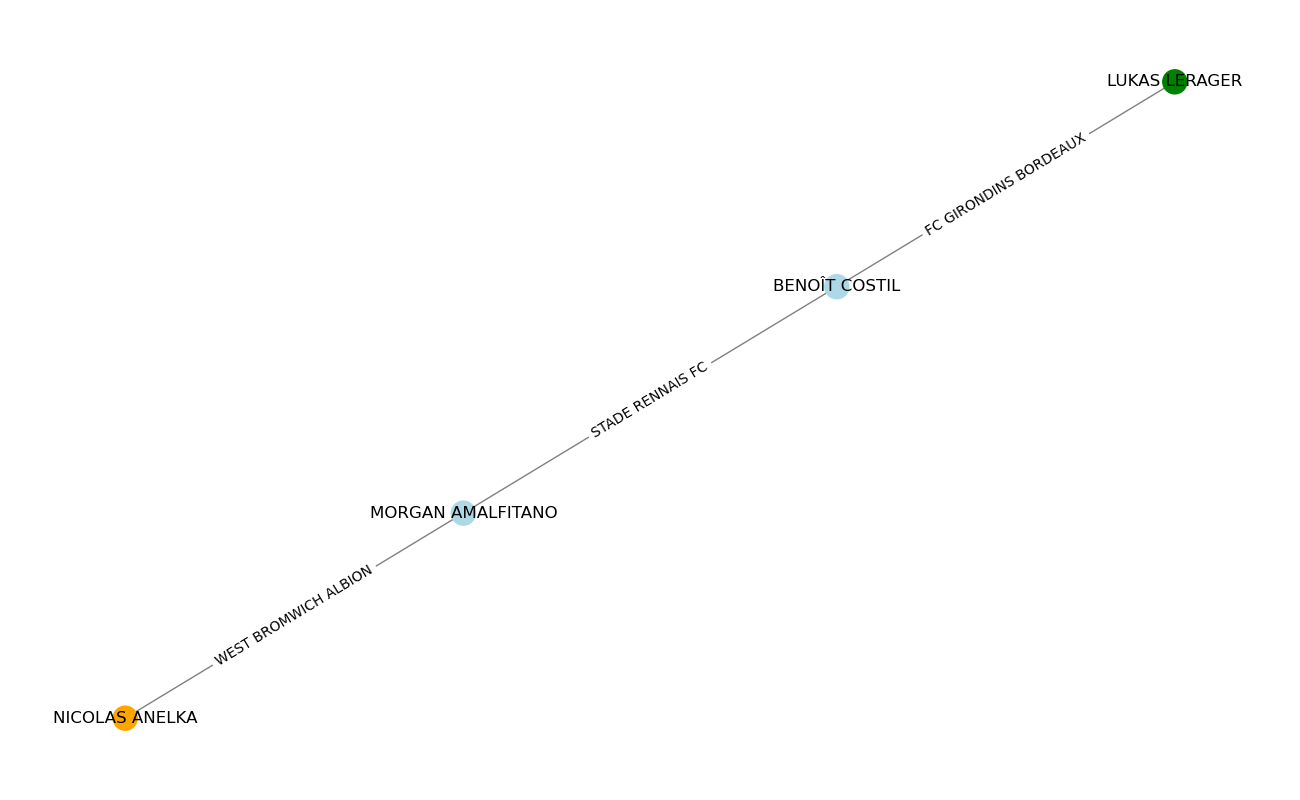 LUKAS LERAGER
FC GIRONDINS BORDEAUX
BENOÎT COSTIL
STADE RENNAIS FC
MORGAN AMALFITANO
WEST BROMWICH ALBION
NICOLAS ANELKA